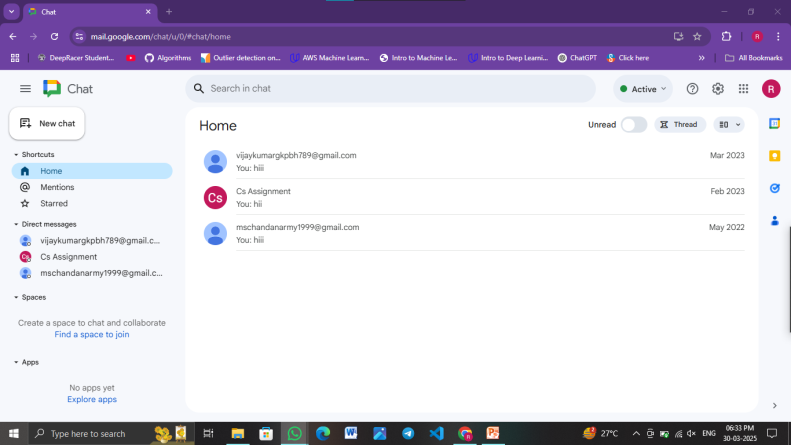 Chat
mail.google.com/chat/u/0/#chat/home
DeepRacer Student...
Algorithms
Outlier detection on...
AWS Machine Learn...
Intro to Machine Le...
Intro to Deep Learni...
ChatGPT
Click here
All Bookmarks
Chat
Search in chat
Active
R
New chat
Home
Unread
Thread
Shortcuts
Home
Mentions
Starred
Direct messages
vijaykumargkpbh789@gmail.c...
Cs Assignment
mschandanarmy1999@gmail.c...
Spaces
Create a space to chat and collaborate
Find a space to join
Apps
No apps yet
Explore apps
vijaykumargkpbh789@gmail.com
Mar 2023
You: hiii
Cs
Cs Assignment
Feb 2023
You: hii
mschandanarmy1999@gmail.com
May 2022
You: hiii
Type here to search
27°C
ENG
06:33 PM
30-03-2025